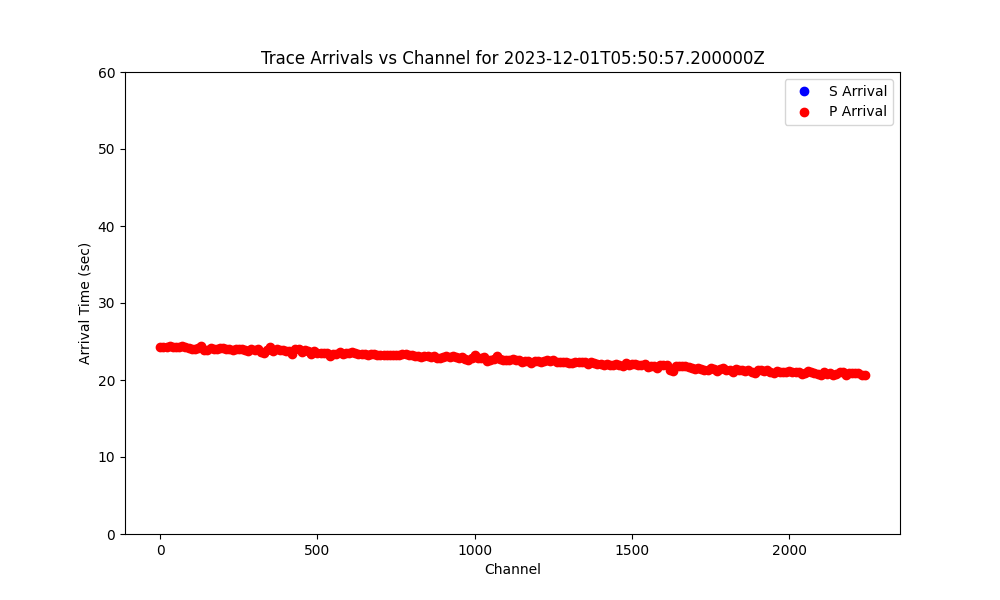 Trace Arrivals vs Channel for 2023-12-01T05:50:57.200000Z
S Arrival
P Arrival
60
50
40
30
20
10
0
Arrival Time (sec)
0 500 1000 1500 2000
Channel